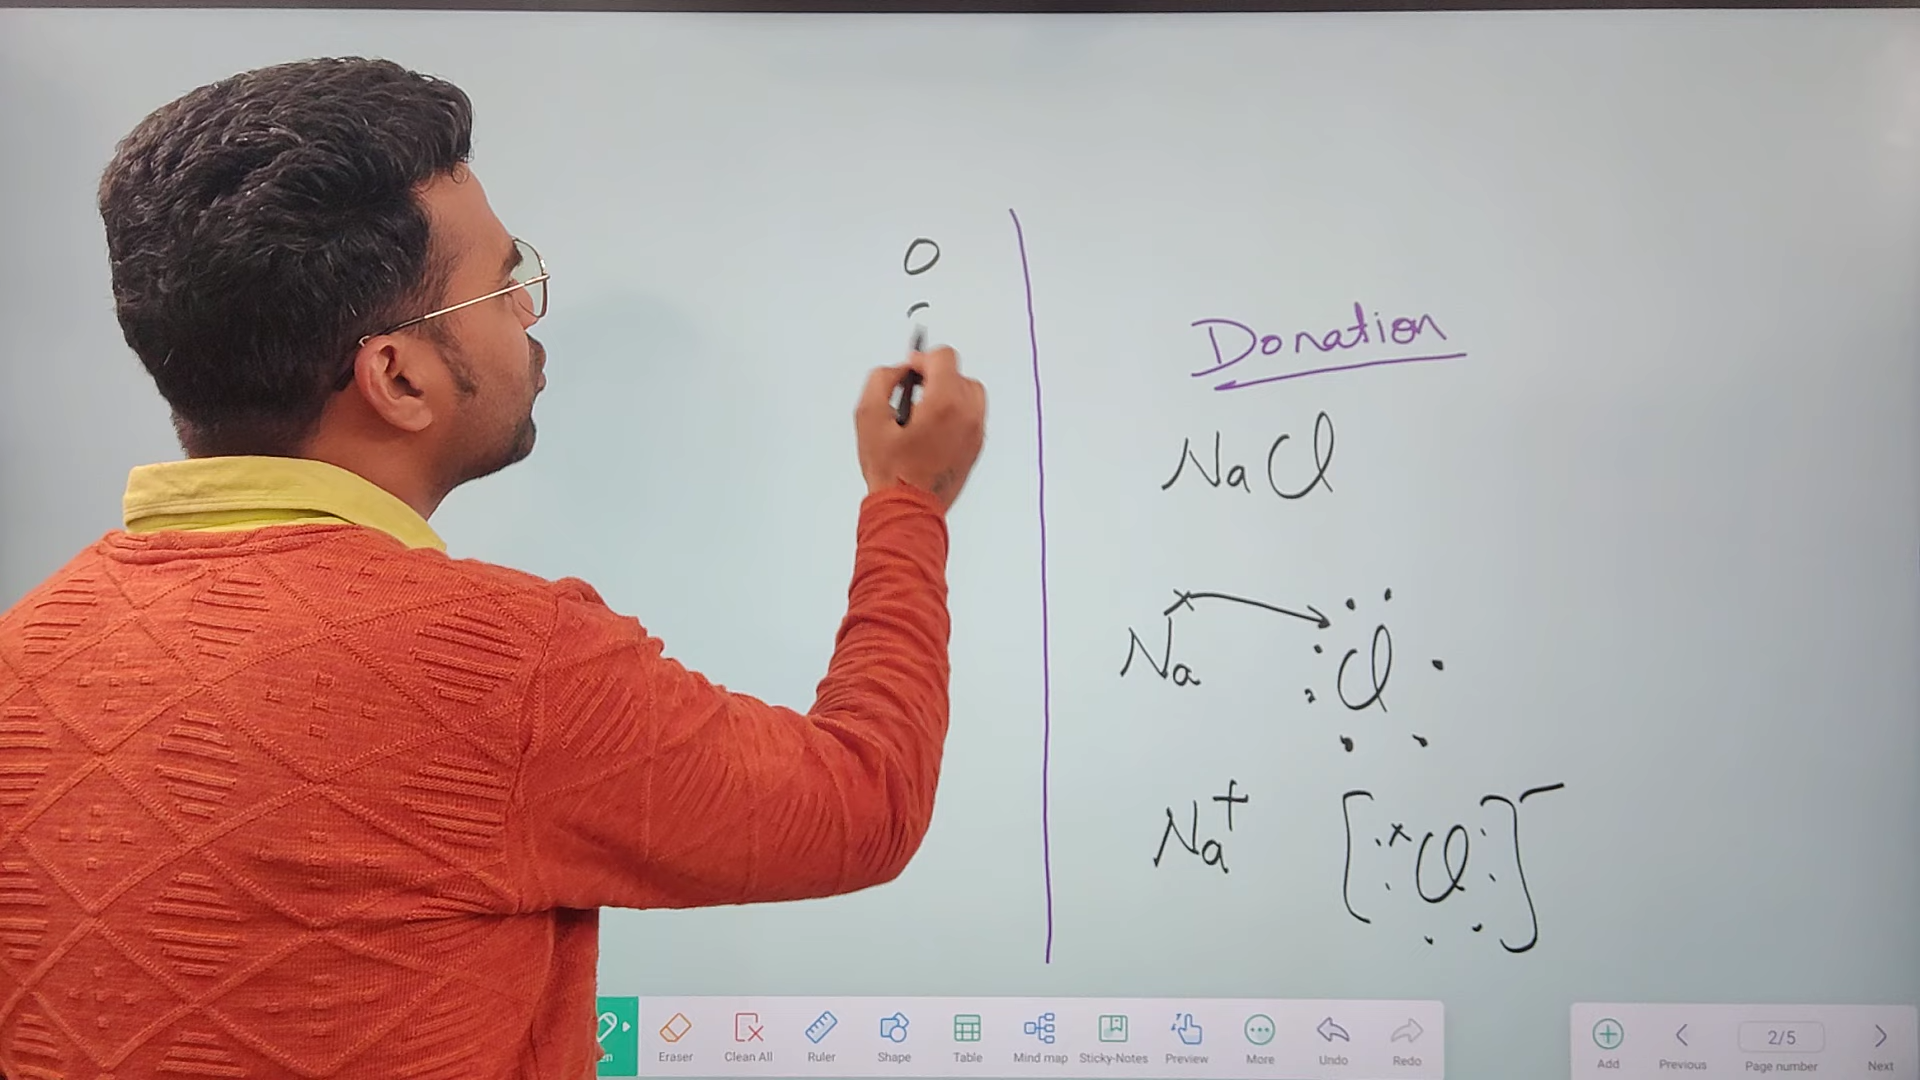 O
Donation
NaCl
Na Cl
Na+ [Cl]-
en Eraser Clean All Ruler Shape Table Mind map Sticky-Notes Preview More Undo Redo
Add Previous 2/5 Page number Next